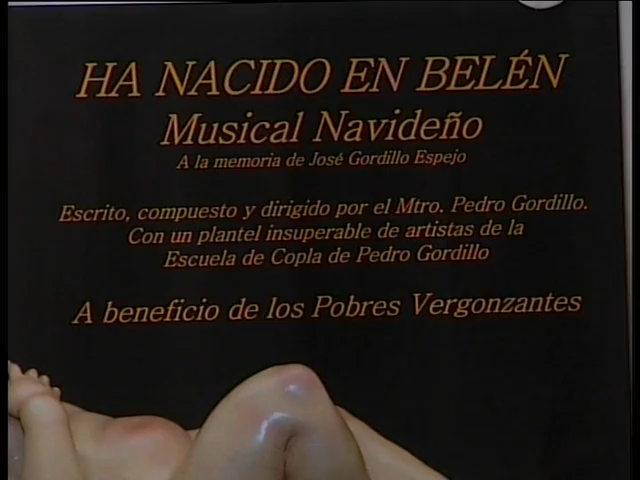 HA NACIDO EN BELÉN
Musical Navideño
A la memoria de José Gordillo Espejo
Escrito, compuesto y dirigido por el Mtro. Pedro Gordillo.
Con un plantel insuperable de artistas de la
Escuela de Copla de Pedro Gordillo
A beneficio de los Pobres Vergonzantes